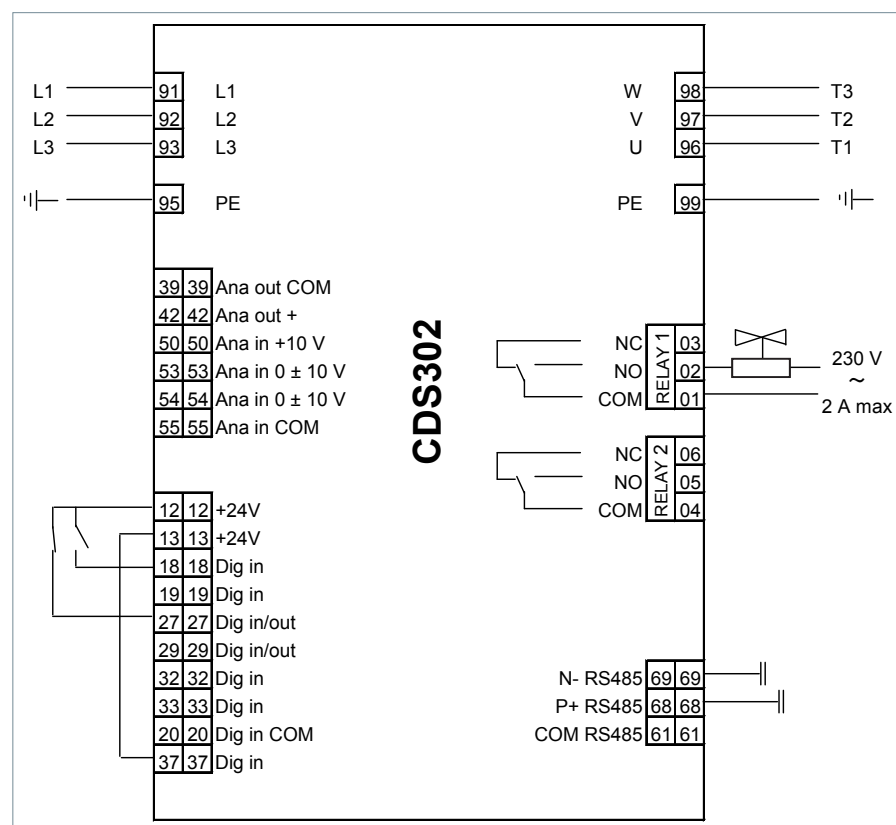 L1 91 L1
L2 92 L2
L3 93 L3
95 PE
39 39 Ana out COM
42 42 Ana out +
50 50 Ana in +10 V
53 53 Ana in 0 ± 10 V
54 54 Ana in 0 ± 10 V
55 55 Ana in COM
12 12 +24V
13 13 +24V
18 18 Dig in
19 19 Dig in
27 27 Dig in/out
29 29 Dig in/out
32 32 Dig in
33 33 Dig in
20 20 Dig in COM
37 37 Dig in
CDS302
W 98 T3
V 97 T2
U 96 T1
PE 99
RELAY 1
NC 03
NO 02
COM 01
230 V
~
2 A max
RELAY 2
NC 06
NO 05
COM 04
N- RS485 69 69
P+ RS485 68 68
COM RS485 61 61